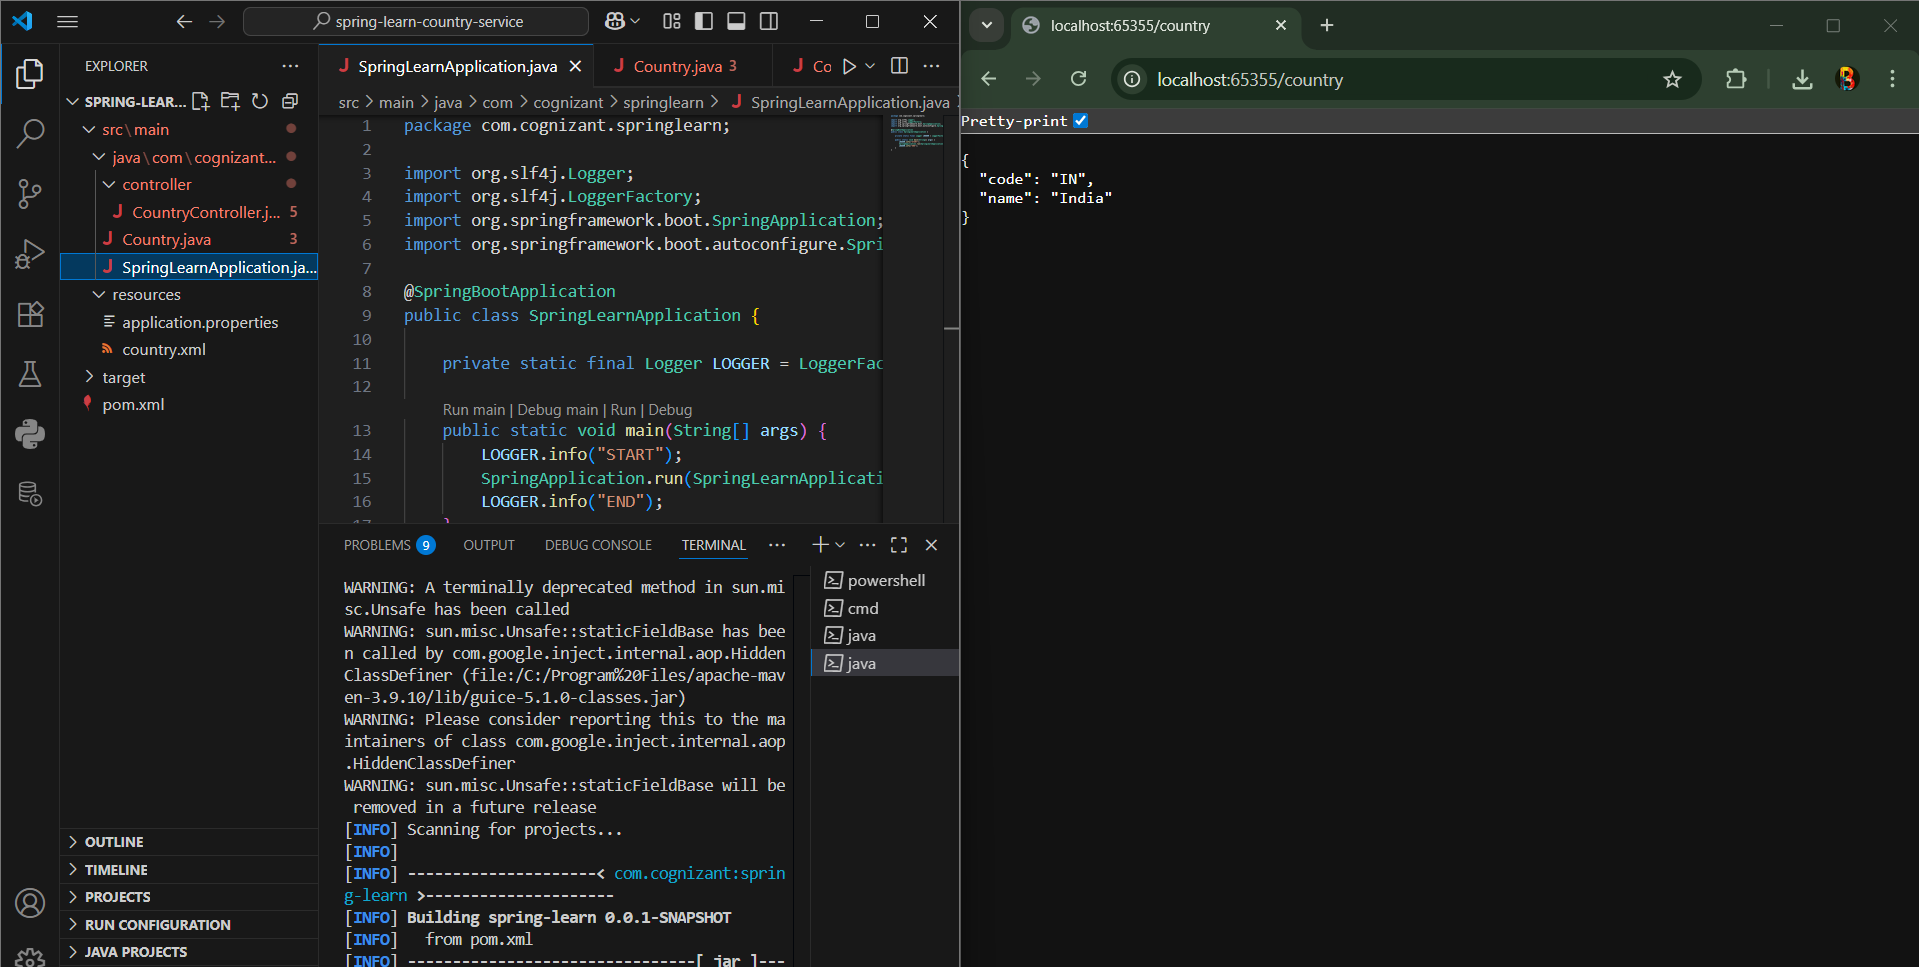 spring-learn-country-service
EXPLORER
SPRING-LEAR...
src\main
java\com\cognizant...
controller
CountryController.j... 5
Country.java 3
SpringLearnApplication.ja...
resources
application.properties
country.xml
target
pom.xml
OUTLINE
TIMELINE
PROJECTS
RUN CONFIGURATION
JAVA PROJECTS
SpringLearnApplication.java
Country.java 3
Co
src > main > java > com > cognizant > springlearn > SpringLearnApplication.java
1 package com.cognizant.springlearn;
2
3 import org.slf4j.Logger;
4 import org.slf4j.LoggerFactory;
5 import org.springframework.boot.SpringApplication;
6 import org.springframework.boot.autoconfigure.Spri
7
8 @SpringBootApplication
9 public class SpringLearnApplication {
10
11 private static final Logger LOGGER = LoggerFac
12
Run main | Debug main | Run | Debug
13 public static void main(String[] args) {
14 LOGGER.info("START");
15 SpringApplication.run(SpringLearnApplicati
16 LOGGER.info("END");
17 }
PROBLEMS 9 OUTPUT DEBUG CONSOLE TERMINAL
WARNING: A terminally deprecated method in sun.mi
sc.Unsafe has been called
WARNING: sun.misc.Unsafe::staticFieldBase has bee
n called by com.google.inject.internal.aop.Hidden
ClassDefiner (file:/C:/Program%20Files/apache-mav
en-3.9.10/lib/guice-5.1.0-classes.jar)
WARNING: Please consider reporting this to the ma
intainers of class com.google.inject.internal.aop
.HiddenClassDefiner
WARNING: sun.misc.Unsafe::staticFieldBase will be
removed in a future release
[INFO] Scanning for projects...
[INFO]
[INFO] ---------------------< com.cognizant:sprin
g-learn >---------------------
[INFO] Building spring-learn 0.0.1-SNAPSHOT
[INFO]   from pom.xml
[INFO] --------------------------------[ jar ]---
powershell
cmd
java
java
localhost:65355/country
localhost:65355/country
Pretty-print
{
"code": "IN",
"name": "India"
}